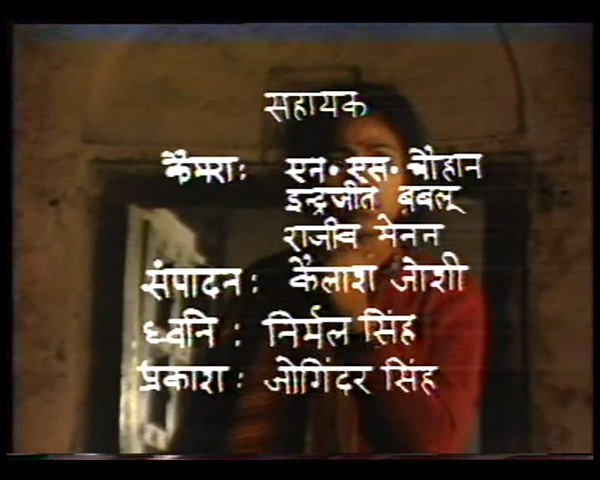 सहायक
कैमरा: एन. एस. चौहान
इन्द्रजीत बबलू
राजीव मेनन
संपादन: कैलाश जोशी
ध्वनि: निर्मल सिंह
प्रकाश: जोगिंदर सिंह